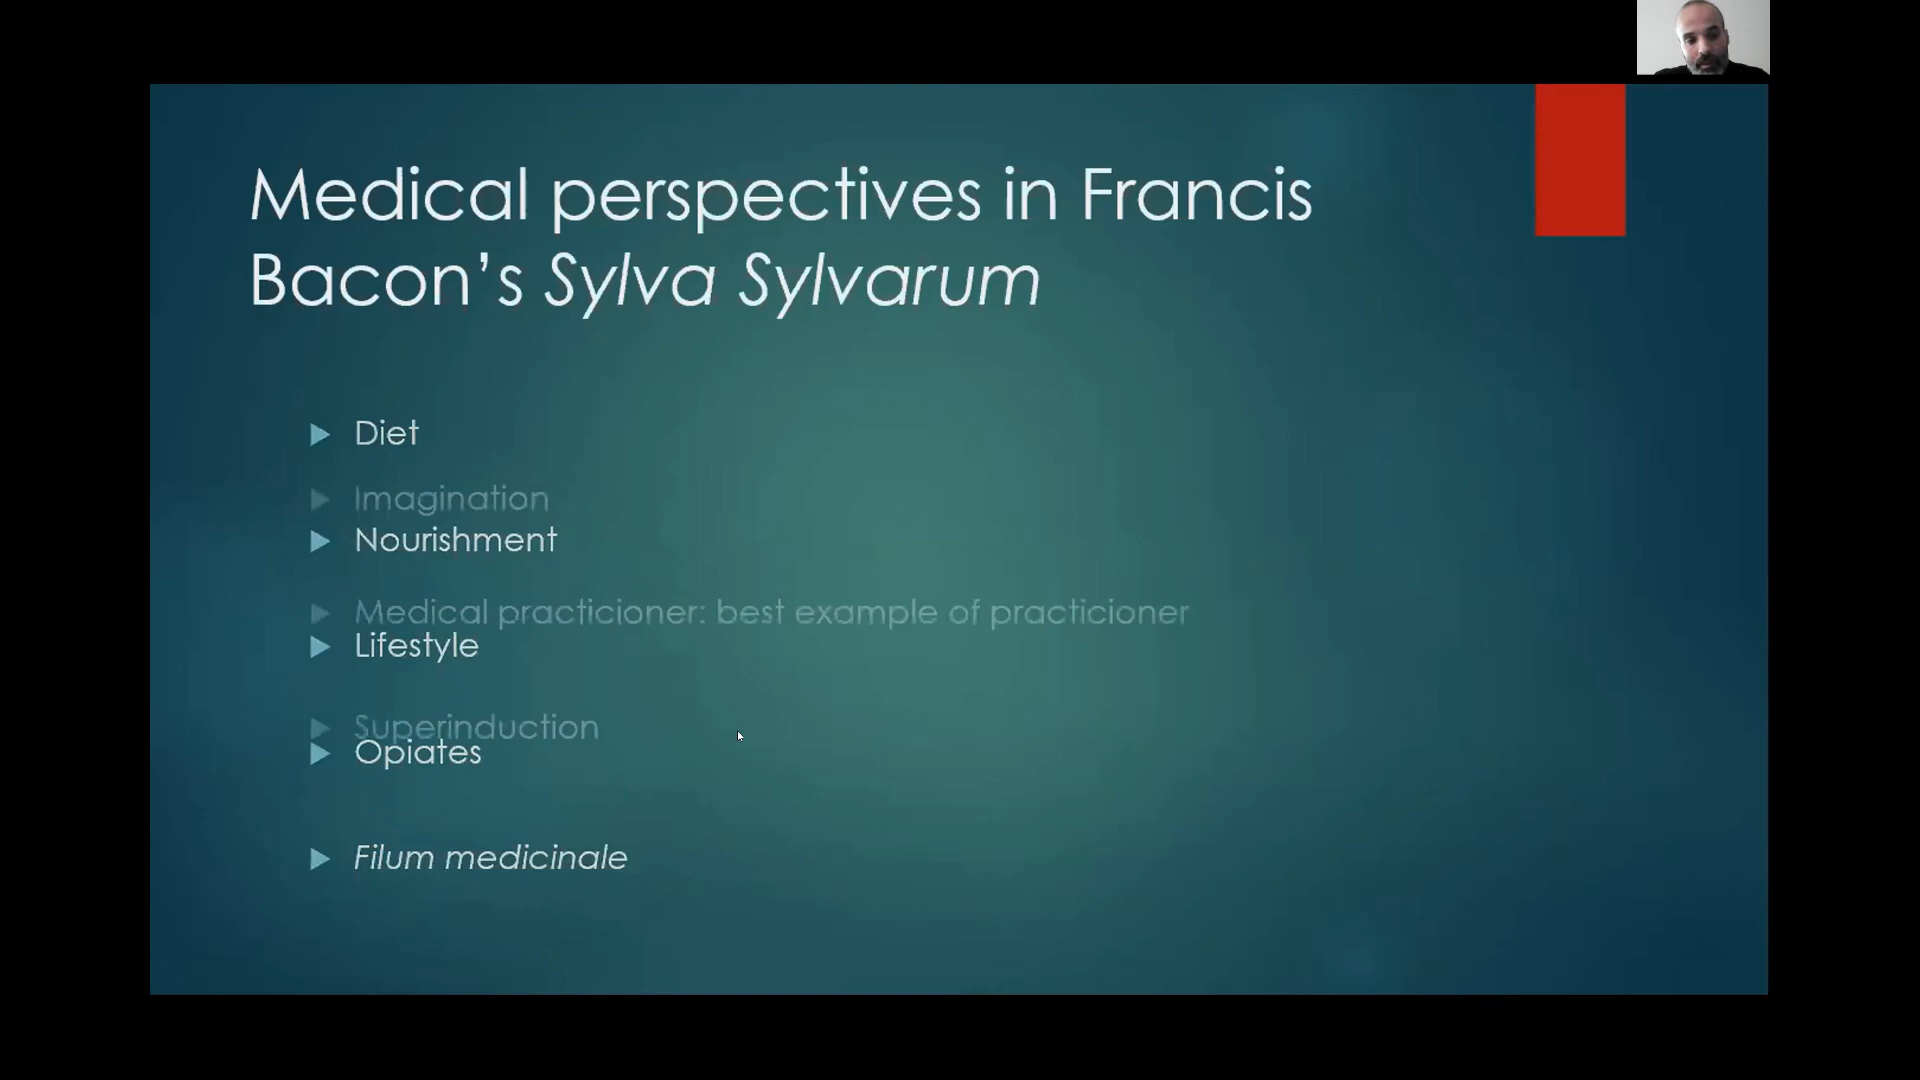 Medical perspectives in Francis
Bacon’s Sylva Sylvarum
Diet
Imagination
Nourishment
Medical practicioner: best example of practicioner
Lifestyle
Superinduction
Opiates
Filum medicinale